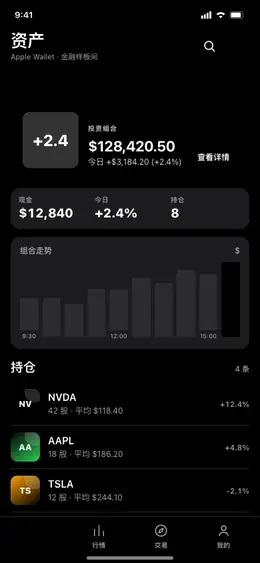 9:41
资产
Apple Wallet · 金融样板间
+2.4
投资组合
$128,420.50
今日 +$3,184.20 (+2.4%)
查看详情
现金
今日
持仓
$12,840
+2.4%
8
组合走势
$
9:30
12:00
15:00
持仓
4 条
NV
NVDA
42 股 · 平均 $118.40
+12.4%
AA
AAPL
18 股 · 平均 $186.20
+4.8%
TS
TSLA
12 股 · 平均 $244.10
-2.1%
行情
交易
我的